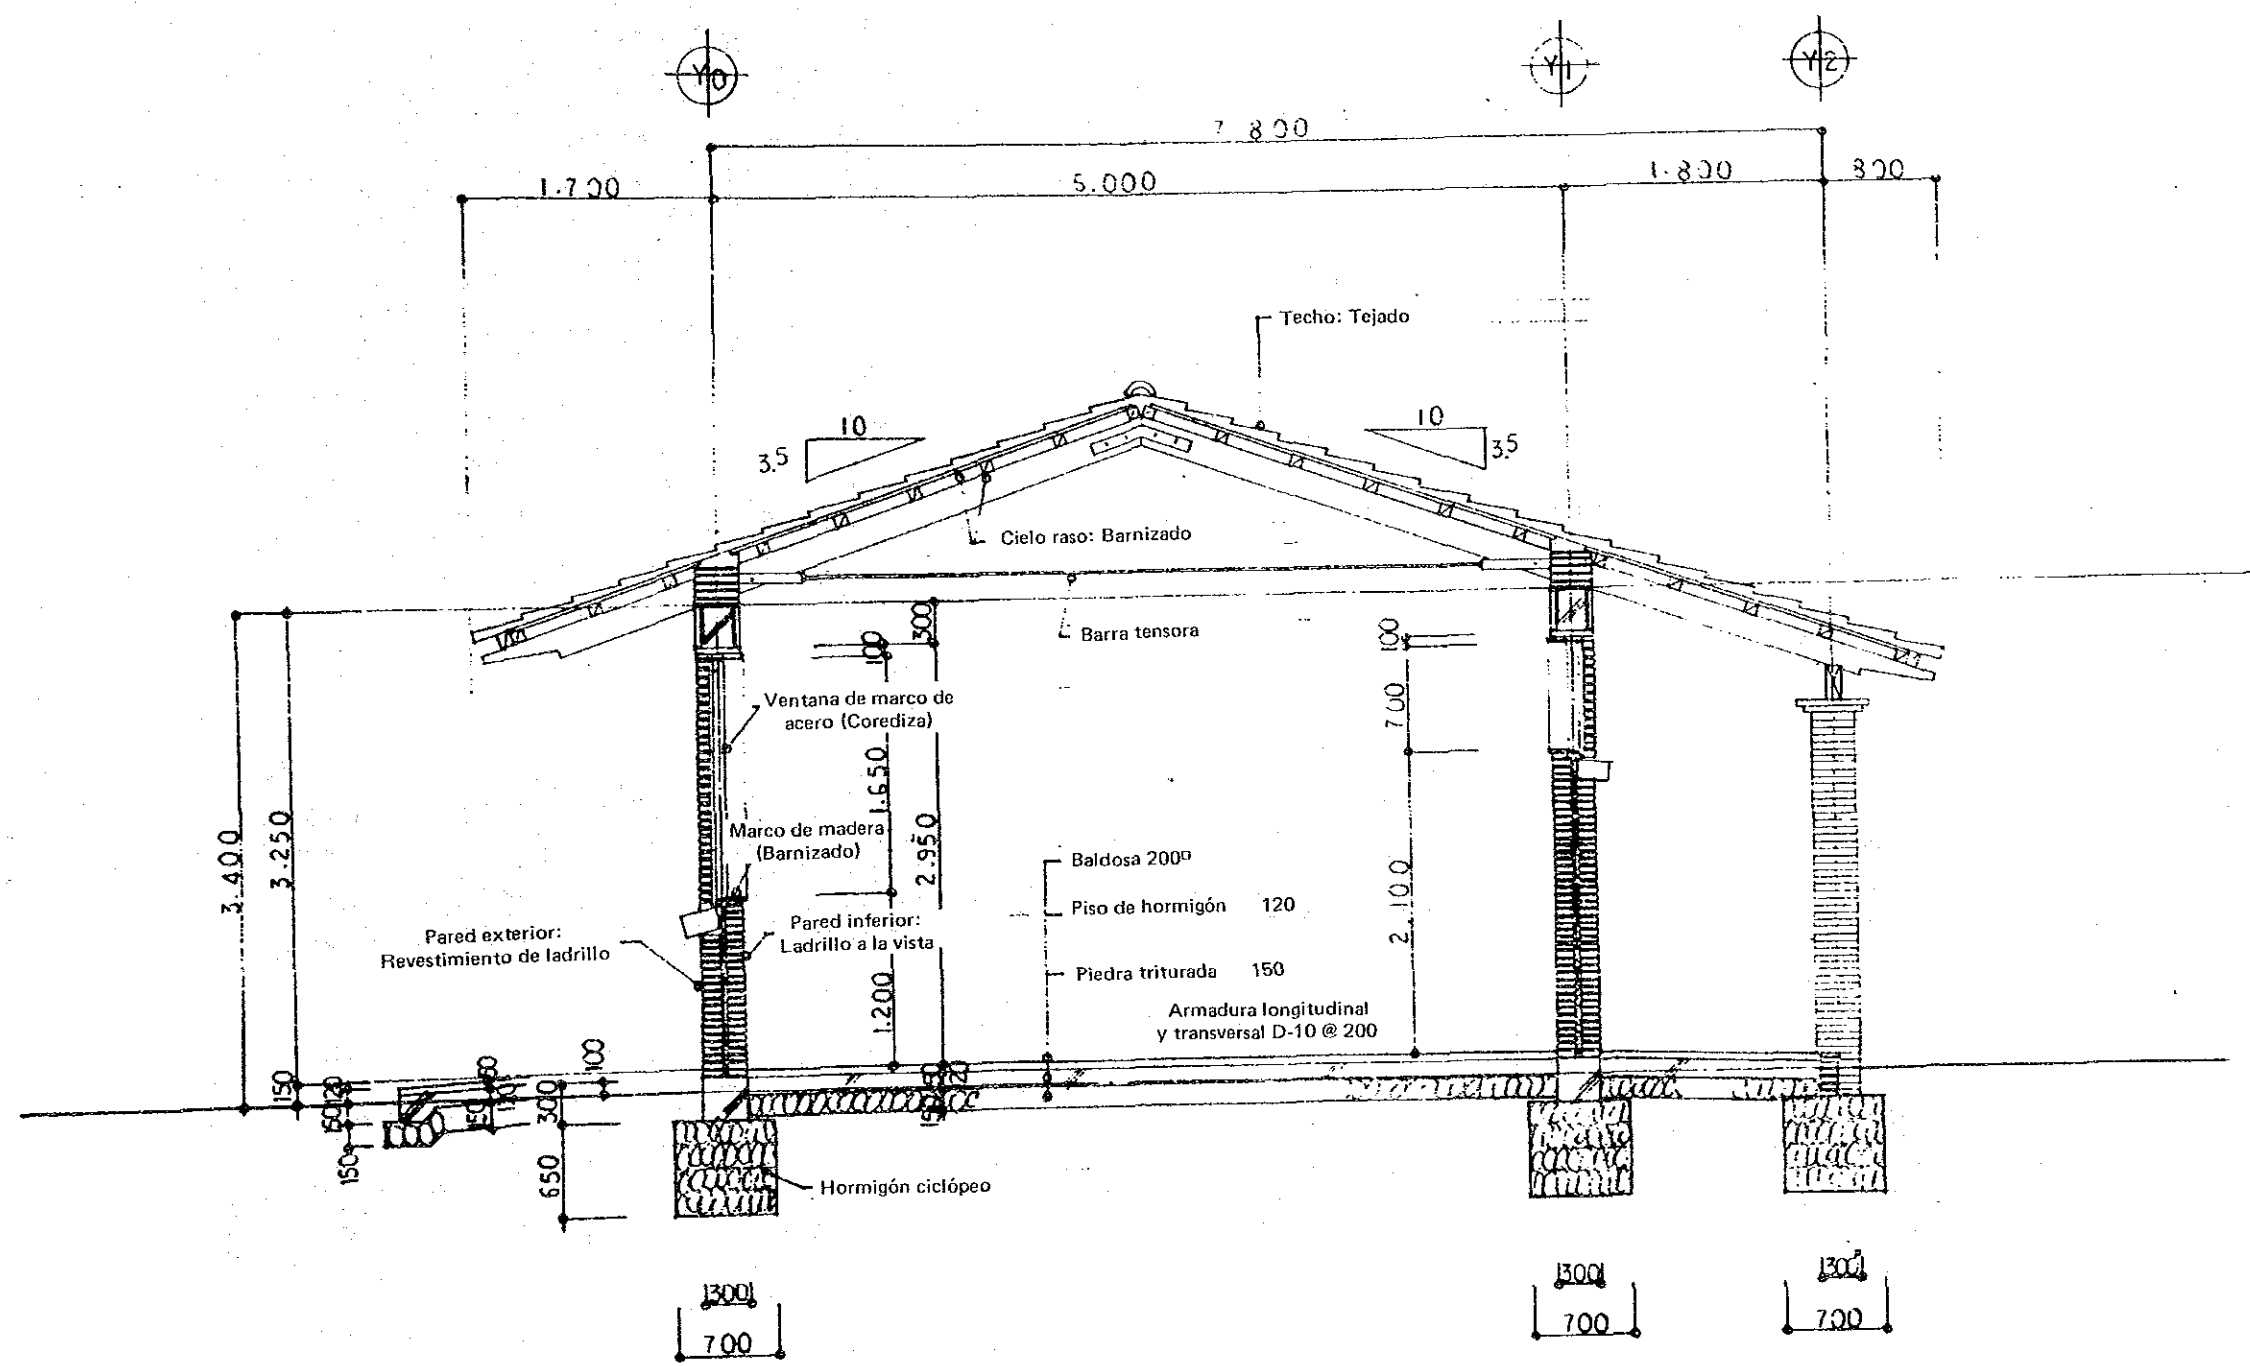 Y0
Y1
Y2
7.800
1.700
5.000
1.800
800
Techo: Tejado
10
3.5
10
3.5
Cielo raso: Barnizado
Barra tensora
300
100
100
Ventana de marco de
acero (Corediza)
700
1.650
Marco de madera
(Barnizado)
2.950
3.400
3.250
Baldosa 200□
Piso de hormigón 120
Pared exterior:
Revestimiento de ladrillo
Pared inferior:
Ladrillo a la vista
2.100
Piedra triturada 150
1.200
Armadura longitudinal
y transversal D-10 @ 200
150
120
150
150
150
100
300
650
Hormigón ciclópeo
300
700
300
700
300
700